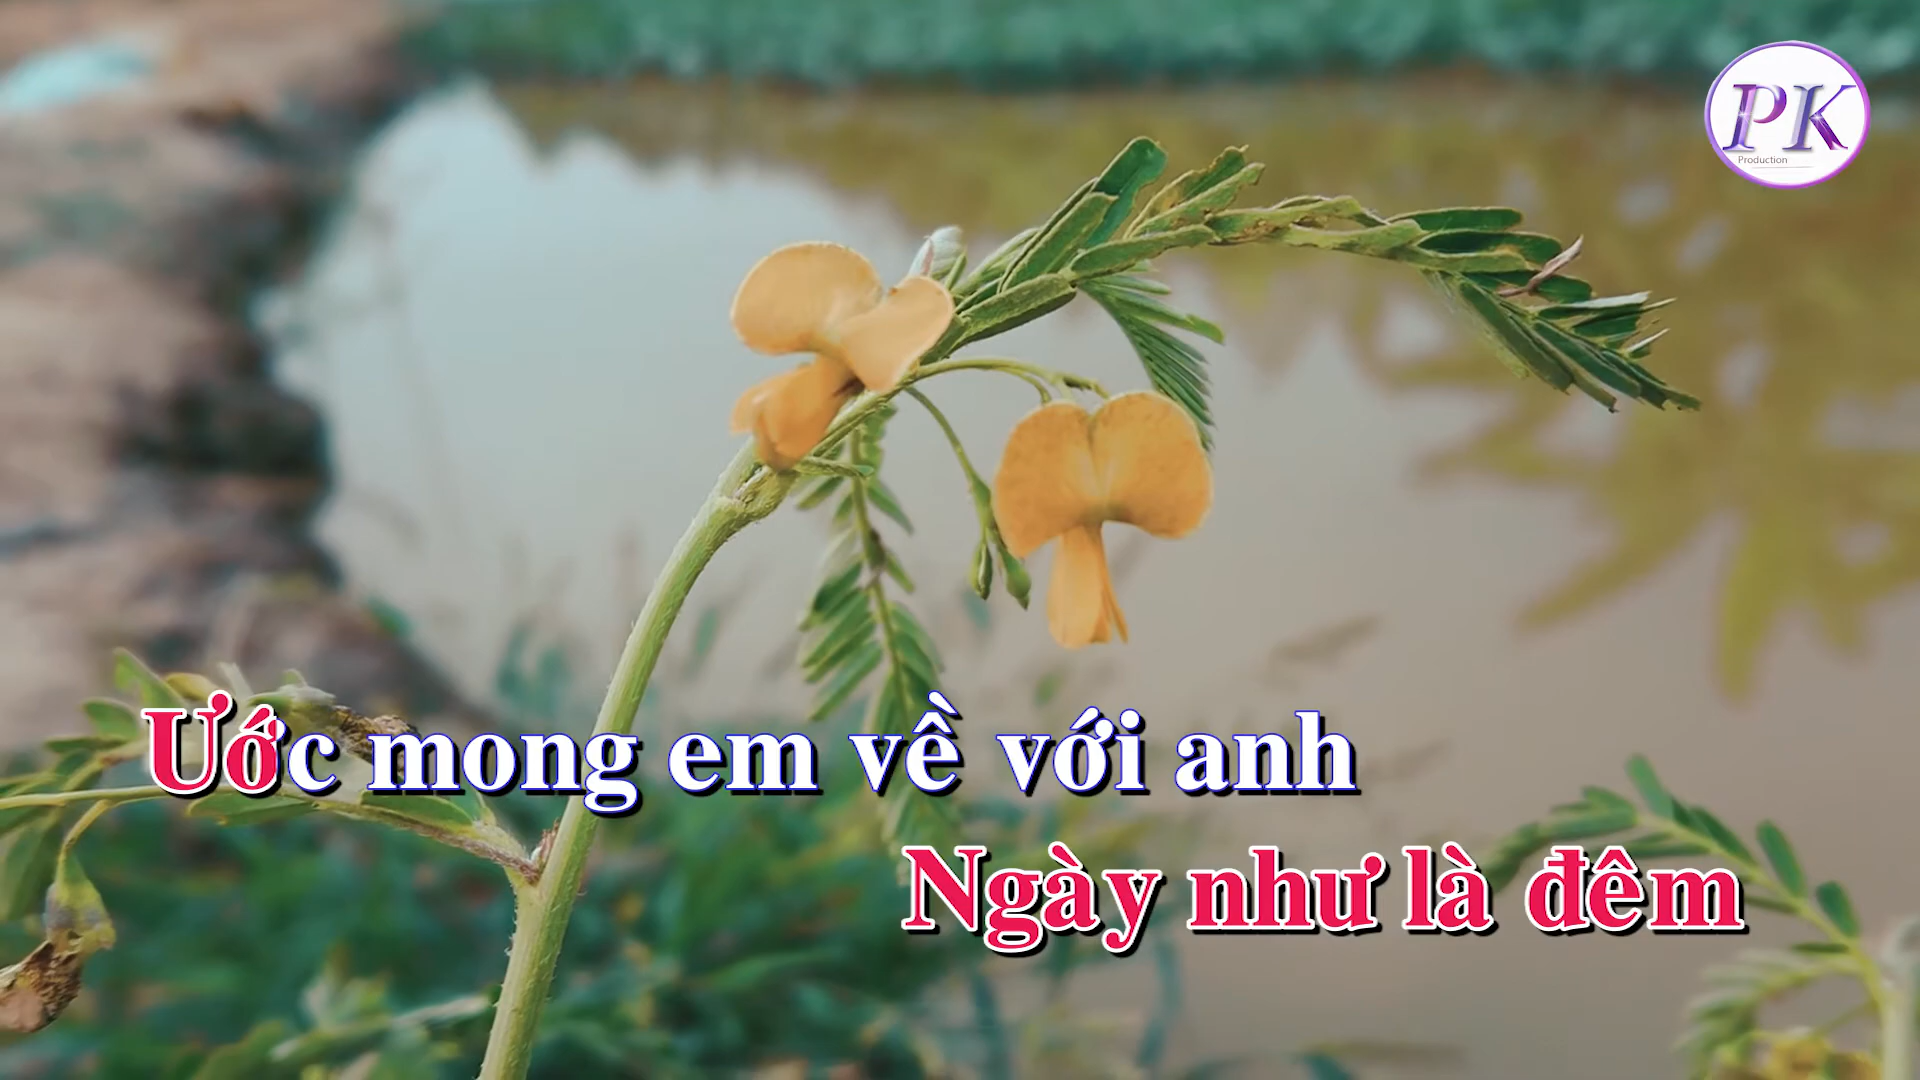 PK
Production
Ước mong em về với anh
Ngày như là đêm